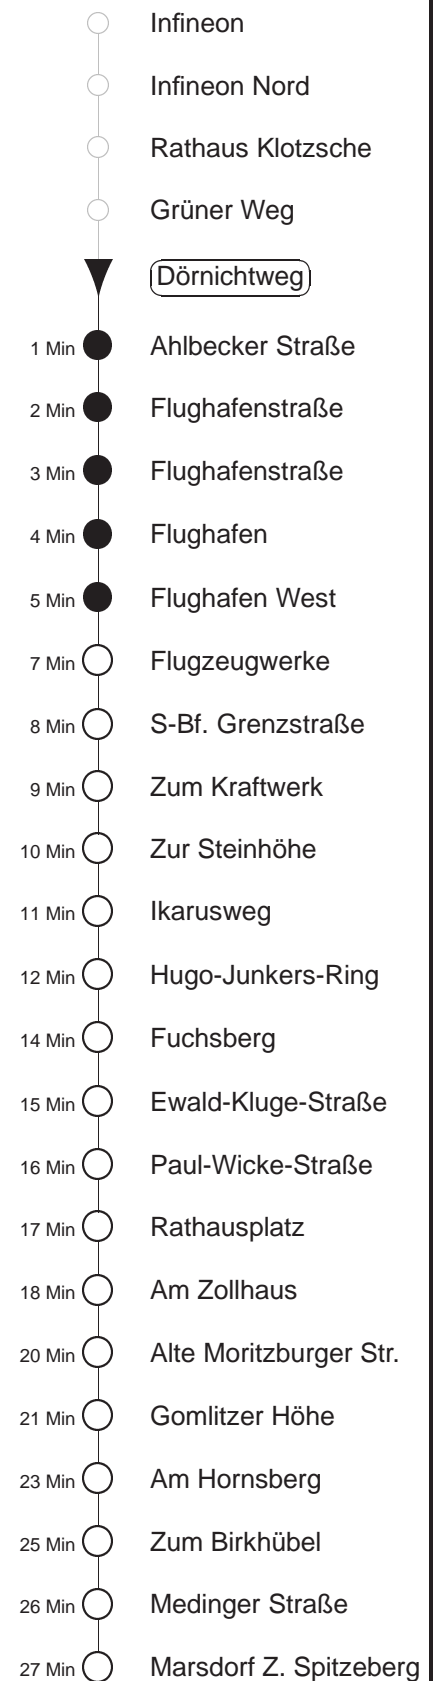 Infineon
Infineon Nord
Rathaus Klotzsche
Grüner Weg
Dörnichtweg
1 Min Ahlbecker Straße
2 Min Flughafenstraße
3 Min Flughafenstraße
4 Min Flughafen
5 Min Flughafen West
7 Min Flugzeugwerke
8 Min S-Bf. Grenzstraße
9 Min Zum Kraftwerk
10 Min Zur Steinhöhe
11 Min Ikarusweg
12 Min Hugo-Junkers-Ring
14 Min Fuchsberg
15 Min Ewald-Kluge-Straße
16 Min Paul-Wicke-Straße
17 Min Rathausplatz
18 Min Am Zollhaus
20 Min Alte Moritzburger Str.
21 Min Gomlitzer Höhe
23 Min Am Hornsberg
25 Min Zum Birkhübel
26 Min Medinger Straße
27 Min Marsdorf Z. Spitzeberg